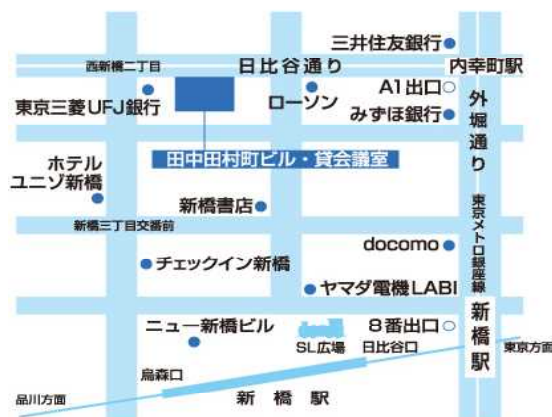 三井住友銀行
西新橋二丁目
日比谷通り
内幸町駅
東京三菱UFJ銀行
ローソン
A1出口
みずほ銀行
外堀通り
田中田村町ビル・貸会議室
ホテル
ユニゾ新橋
新橋書店
東京メトロ銀座線
新橋三丁目交番前
docomo
チェックイン新橋
ヤマダ電機LABI
ニュー新橋ビル
SL広場
日比谷口
8番出口
新橋駅
東京方面
烏森口
品川方面
新橋駅